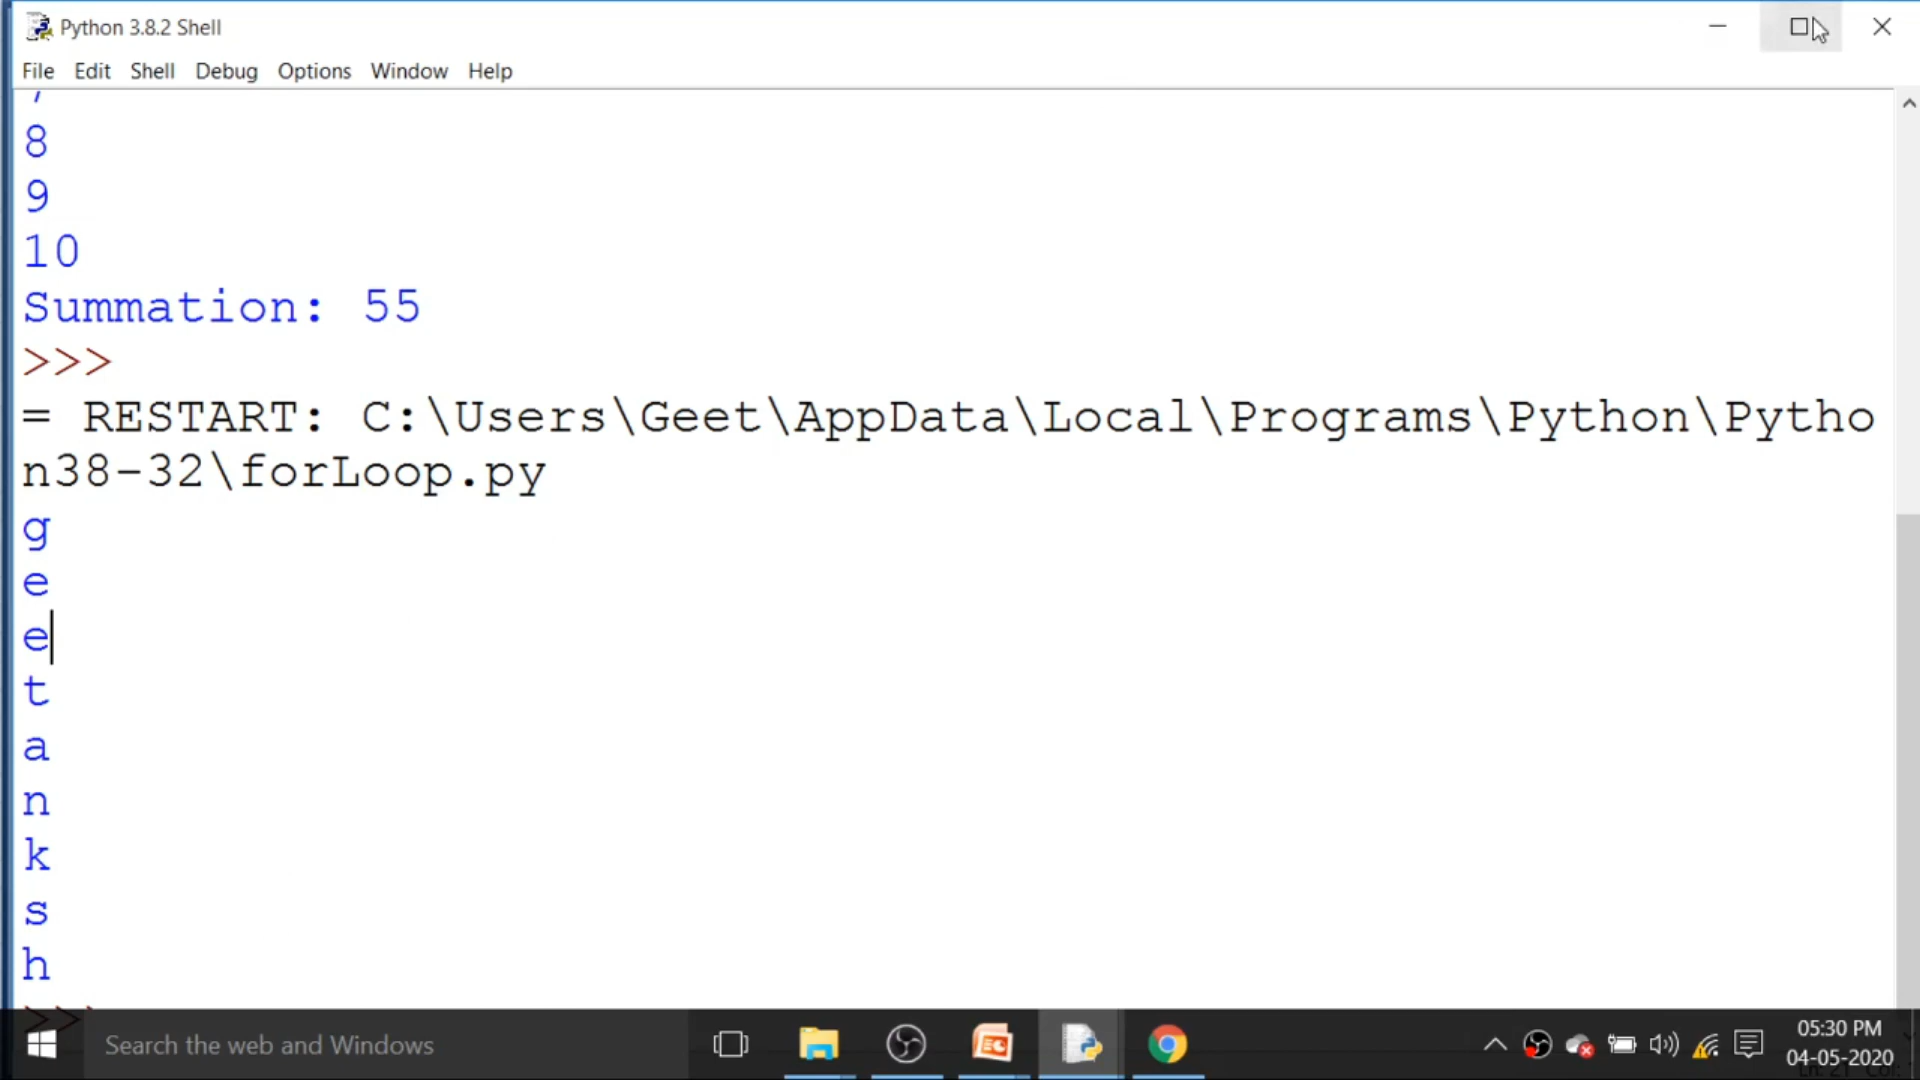 Python 3.8.2 Shell
File Edit Shell Debug Options Window Help
8
9
10
Summation: 55
>>>
= RESTART: C:\Users\Geet\AppData\Local\Programs\Python\Pytho
n38-32\forLoop.py
g
e
e
t
a
n
k
s
h
>>>
Search the web and Windows
05:30 PM
04-05-2020